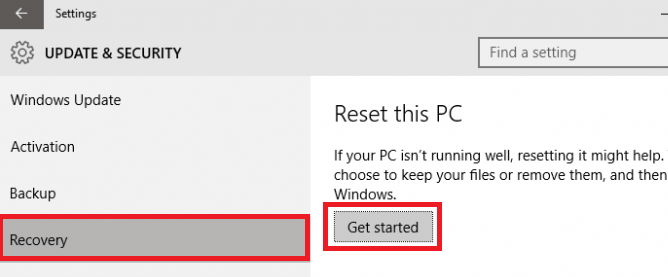 Settings
UPDATE & SECURITY
Find a setting
Windows Update
Activation
Backup
Recovery
Reset this PC
If your PC isn't running well, resetting it might help.
choose to keep your files or remove them, and then
Windows.
Get started